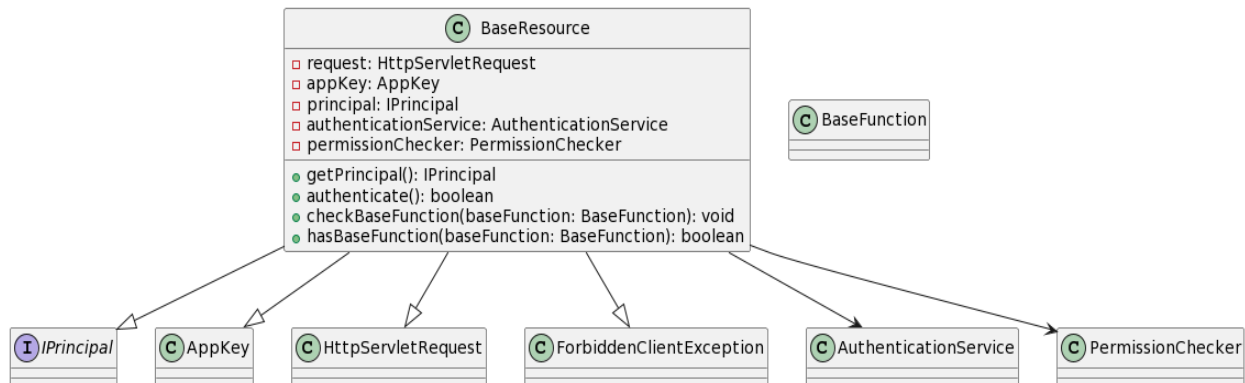 C BaseResource
request: HttpServletRequest
appKey: AppKey
principal: IPrincipal
authenticationService: AuthenticationService
permissionChecker: PermissionChecker
getPrincipal(): IPrincipal
authenticate(): boolean
checkBaseFunction(baseFunction: BaseFunction): void
hasBaseFunction(baseFunction: BaseFunction): boolean
C BaseFunction
I IPrincipal
C AppKey
C HttpServletRequest
C ForbiddenClientException
C AuthenticationService
C PermissionChecker